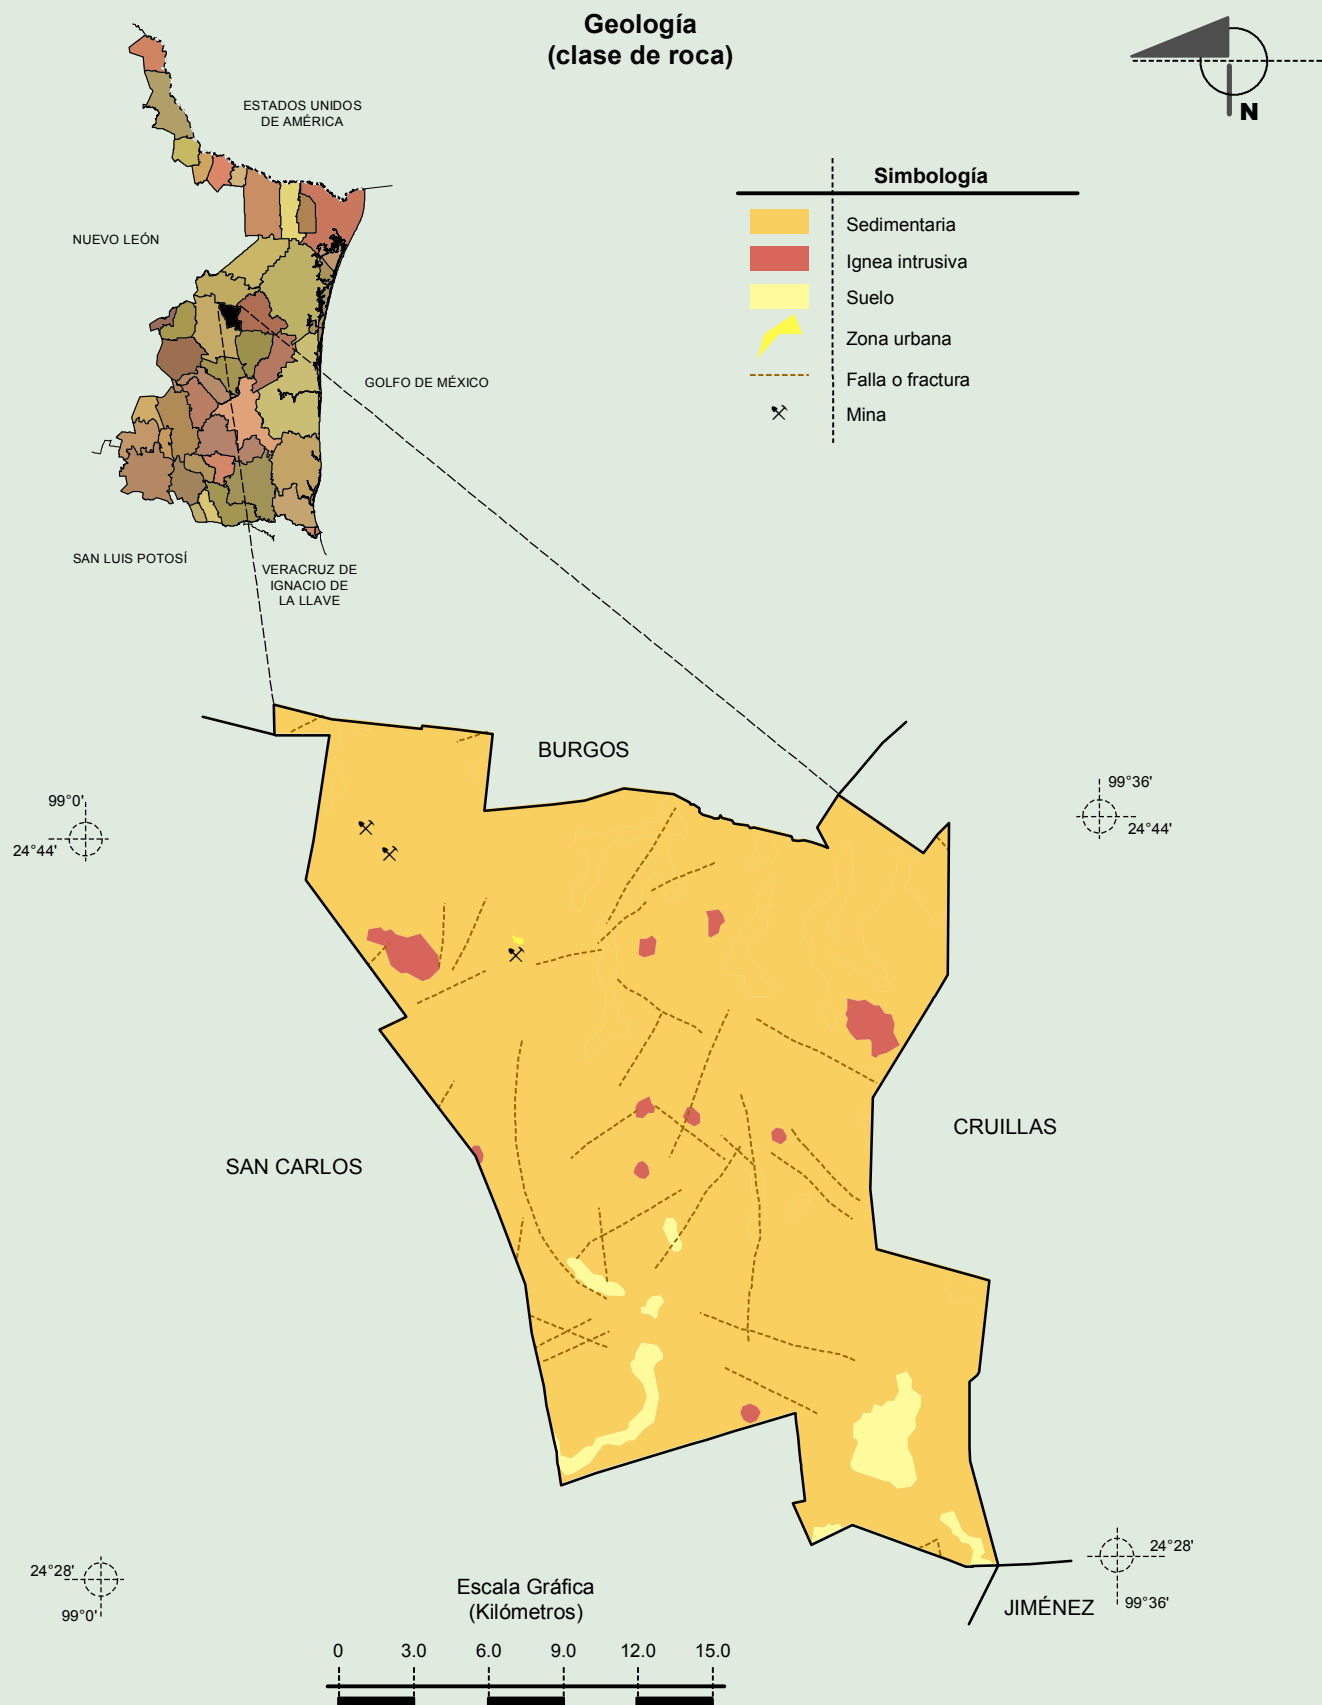 Geología
(clase de roca)
N
ESTADOS UNIDOS
DE AMÉRICA
NUEVO LEÓN
GOLFO DE MÉXICO
SAN LUIS POTOSÍ
VERACRUZ DE
IGNACIO DE
LA LLAVE
Simbología
Sedimentaria
Ignea intrusiva
Suelo
Zona urbana
Falla o fractura
Mina
BURGOS
99°0'
24°44'
99°36'
24°44'
CRUILLAS
SAN CARLOS
24°28'
99°0'
24°28'
99°36'
JIMÉNEZ
Escala Gráfica
(Kilómetros)
0 3.0 6.0 9.0 12.0 15.0